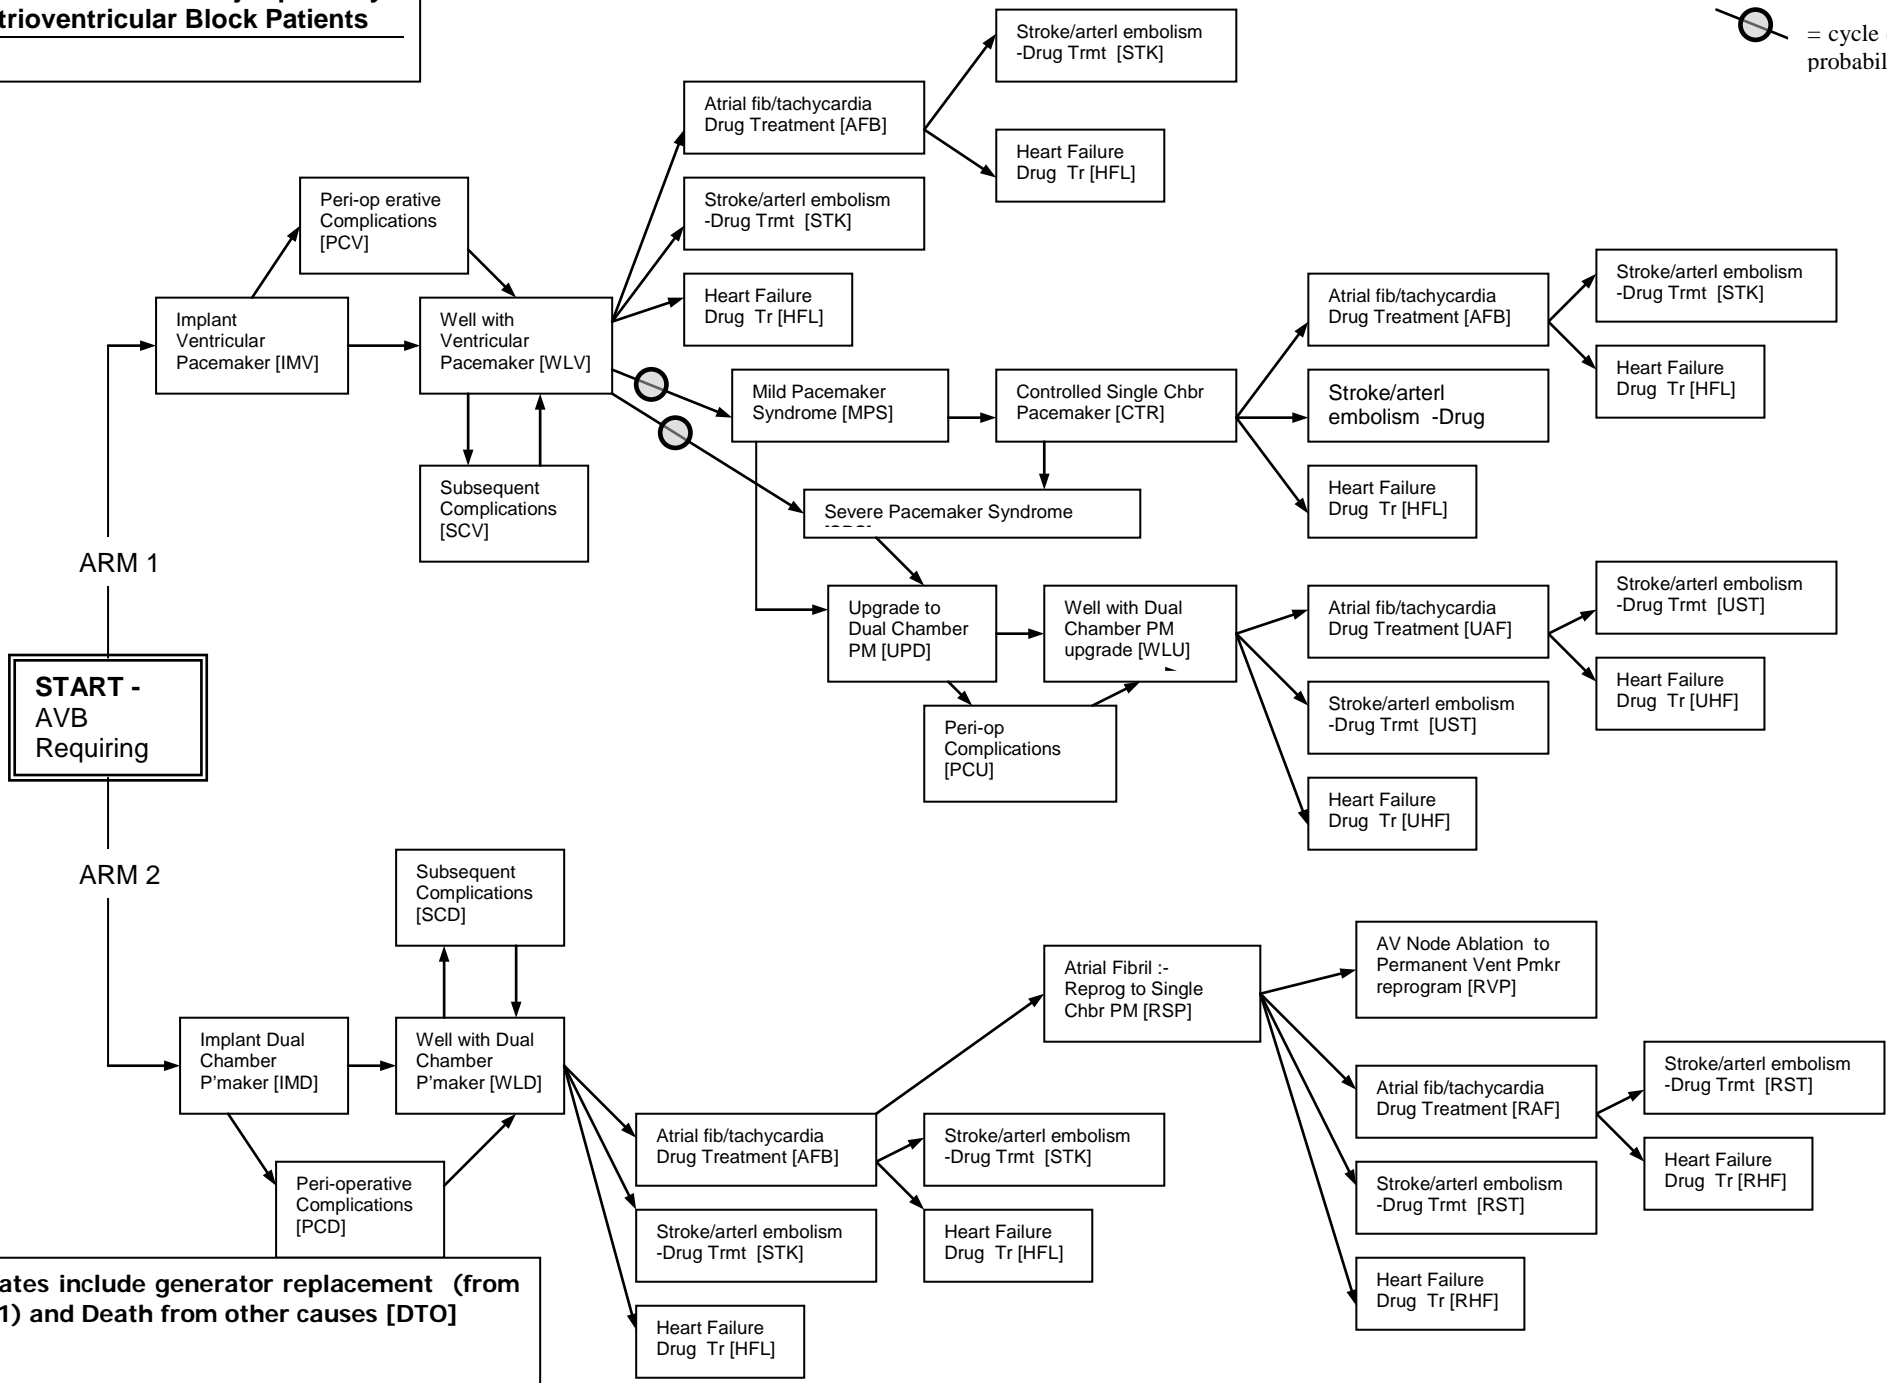 trioventricular Block Patients
= cycle
probabil
Stroke/arterl embolism
-Drug Trmt [STK]
Atrial fib/tachycardia
Drug Treatment [AFB]
Heart Failure
Drug Tr [HFL]
Peri-op erative
Complications
[PCV]
Stroke/arterl embolism
-Drug Trmt [STK]
Heart Failure
Drug Tr [HFL]
Implant
Ventricular
Pacemaker [IMV]
Well with
Ventricular
Pacemaker [WLV]
Subsequent
Complications
[SCV]
Mild Pacemaker
Syndrome [MPS]
Controlled Single Chbr
Pacemaker [CTR]
Atrial fib/tachycardia
Drug Treatment [AFB]
Stroke/arterl embolism
-Drug Trmt [STK]
Heart Failure
Drug Tr [HFL]
Stroke/arterl
embolism -Drug
Heart Failure
Drug Tr [HFL]
Severe Pacemaker Syndrome
ARM 1
Upgrade to
Dual Chamber
PM [UPD]
Well with Dual
Chamber PM
upgrade [WLU]
Peri-op
Complications
[PCU]
Atrial fib/tachycardia
Drug Treatment [UAF]
Stroke/arterl embolism
-Drug Trmt [UST]
Heart Failure
Drug Tr [UHF]
Stroke/arterl embolism
-Drug Trmt [UST]
Heart Failure
Drug Tr [UHF]
START -
AVB
Requiring
ARM 2
Subsequent
Complications
[SCD]
Implant Dual
Chamber
P'maker [IMD]
Well with Dual
Chamber
P'maker [WLD]
Peri-operative
Complications
[PCD]
Atrial fib/tachycardia
Drug Treatment [AFB]
Stroke/arterl embolism
-Drug Trmt [STK]
Heart Failure
Drug Tr [HFL]
Stroke/arterl embolism
-Drug Trmt [STK]
Heart Failure
Drug Tr [HFL]
Atrial Fibril :-
Reprog to Single
Chbr PM [RSP]
AV Node Ablation to
Permanent Vent Pmkr
reprogram [RVP]
Atrial fib/tachycardia
Drug Treatment [RAF]
Stroke/arterl embolism
-Drug Trmt [RST]
Heart Failure
Drug Tr [RHF]
Stroke/arterl embolism
-Drug Trmt [RST]
Heart Failure
Drug Tr [RHF]
ates include generator replacement (from
1) and Death from other causes [DTO]